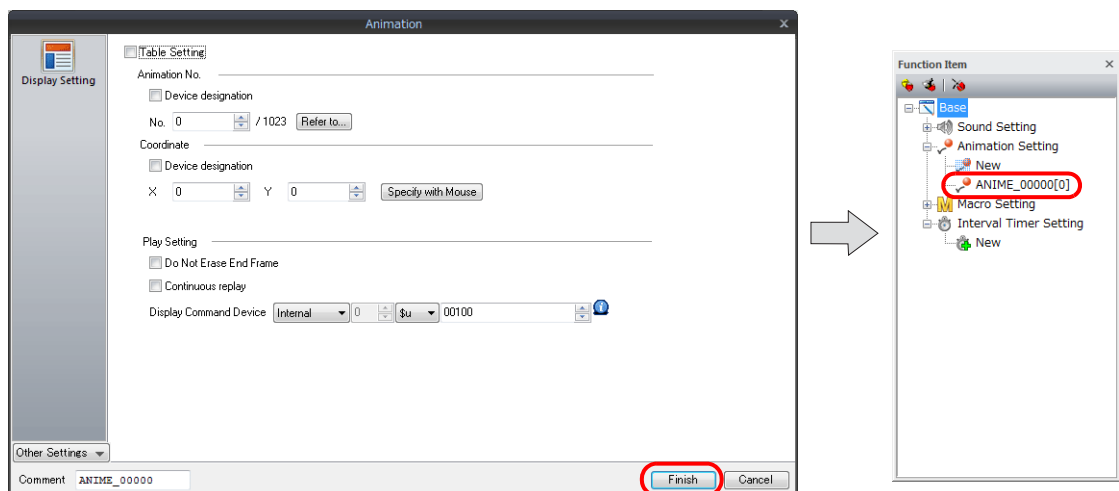 Animation
Display Setting
Table Setting
Animation No.
Device designation
No. 0 / 1023 Refer to...
Coordinate
Device designation
X 0 Y 0 Specify with Mouse
Play Setting
Do Not Erase End Frame
Continuous replay
Display Command Device Internal 0 $u 00100
Other Settings
Comment ANIME_00000 Finish Cancel
Function Item
Base
Sound Setting
Animation Setting
New
ANIME_00000[0]
Macro Setting
Interval Timer Setting
New